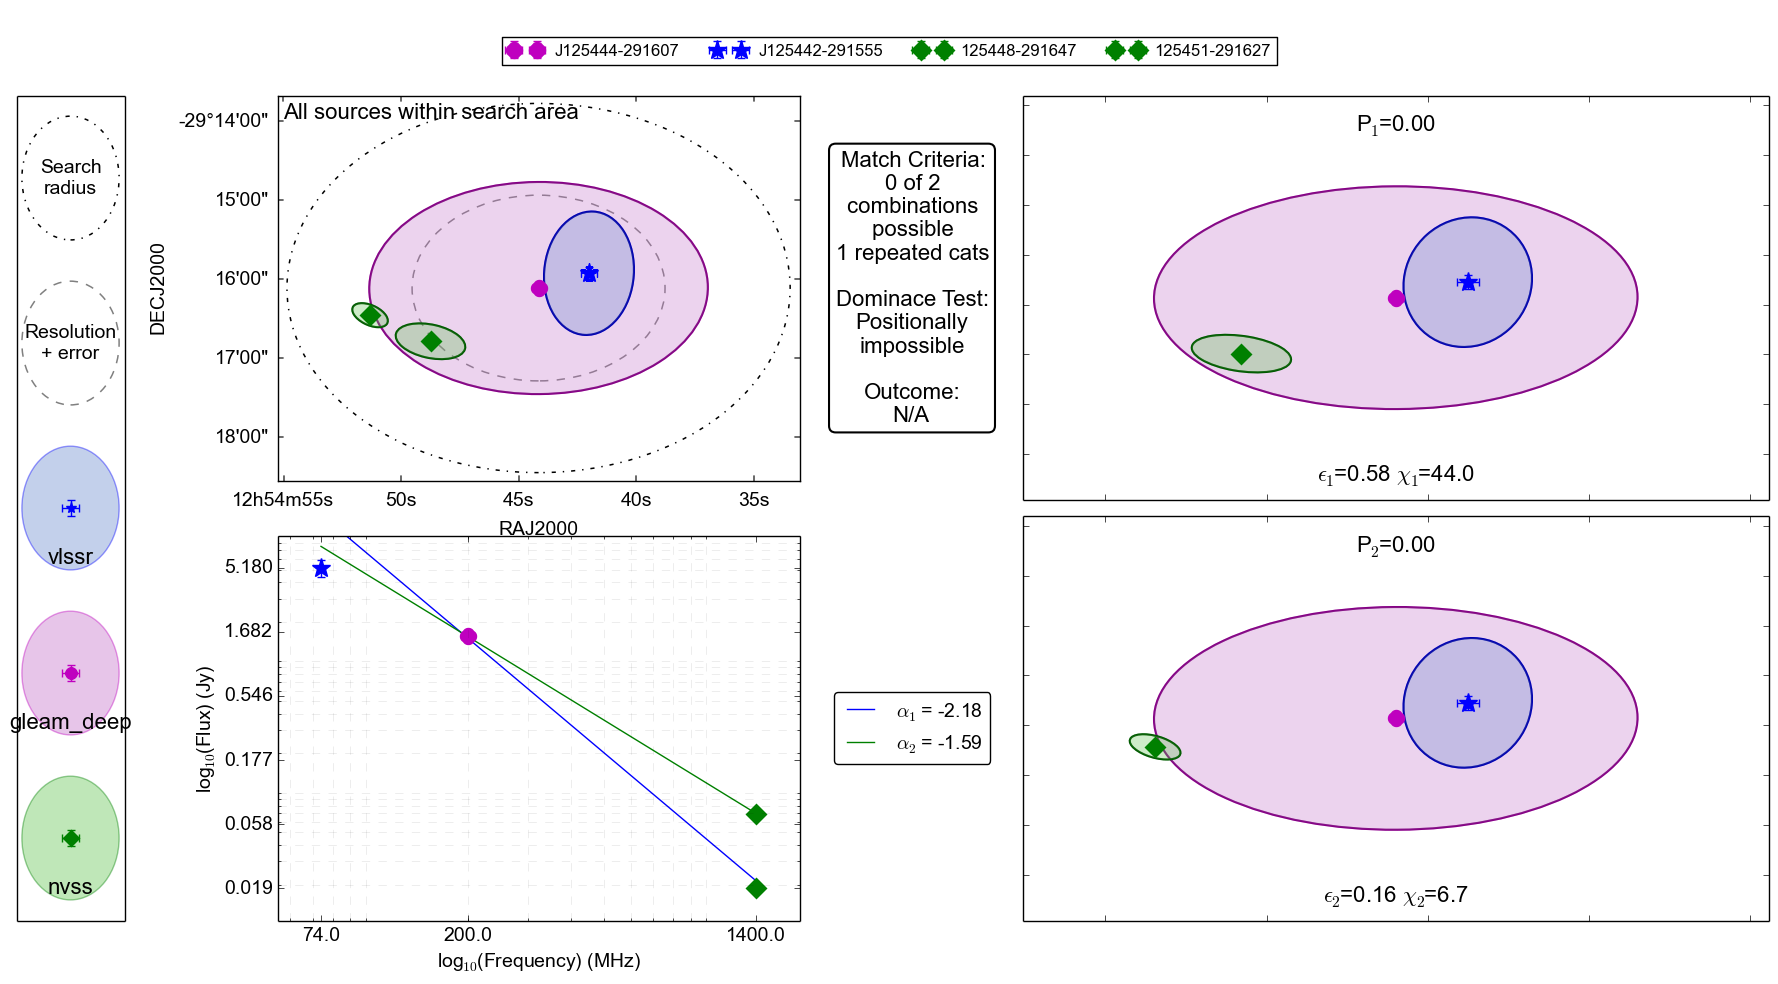 J125444-291607 J125442-291555 125448-291647 125451-291627
Search
radius
Resolution
+ error
vlssr
gleam_deep
nvss
All sources within search area
-29°14'00"
15'00"
16'00"
17'00"
18'00"
DECJ2000
12h54m55s 50s 45s 40s 35s
RAJ2000
Match Criteria:
0 of 2
combinations
possible
1 repeated cats
Dominace Test:
Positionally
impossible
Outcome:
N/A
P1=0.00
ϵ1=0.58 χ1=44.0
5.180
1.682
0.546
0.177
0.058
0.019
log10(Flux) (Jy)
74.0 200.0 1400.0
log10(Frequency) (MHz)
α1 = -2.18
α2 = -1.59
P2=0.00
ϵ2=0.16 χ2=6.7